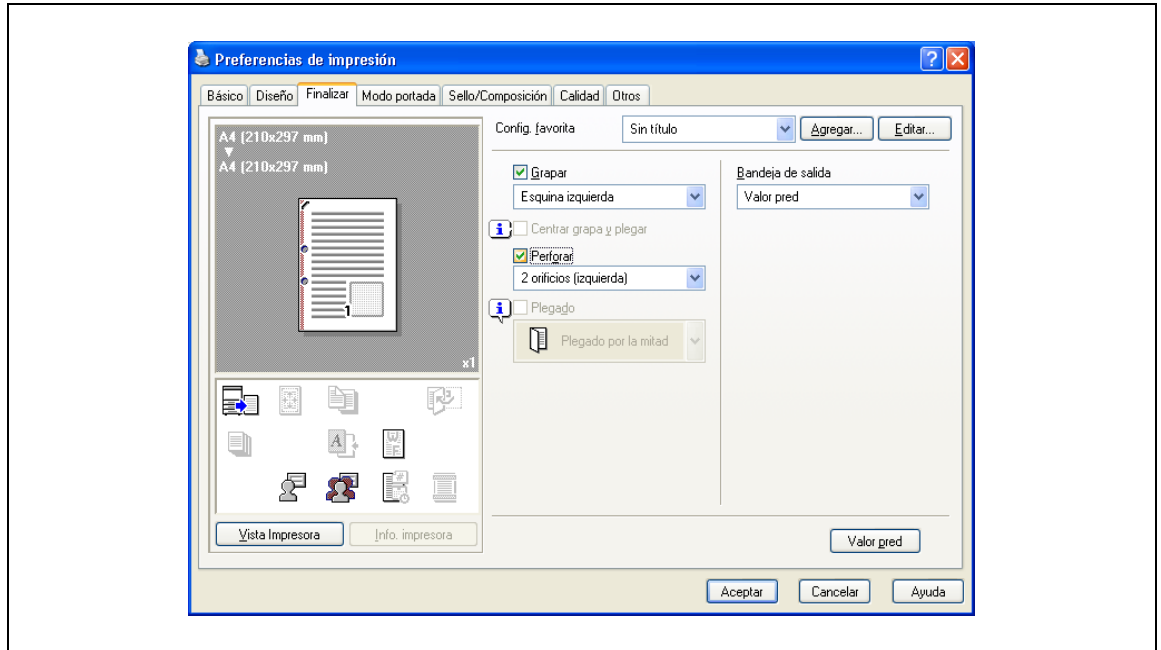 Preferencias de impresión
Básico Diseño Finalizar Modo portada Sello/Composición Calidad Otros
A4 (210x297 mm)
A4 (210x297 mm)
1
x1
Vista Impresora Info. impresora
Config. favorita Sin título Agregar... Editar...
Grapar
Esquina izquierda
Centrar grapa y plegar
Perforar
2 orificios (izquierda)
Plegado
Plegado por la mitad
Bandeja de salida
Valor pred
Valor pred
Aceptar Cancelar Ayuda